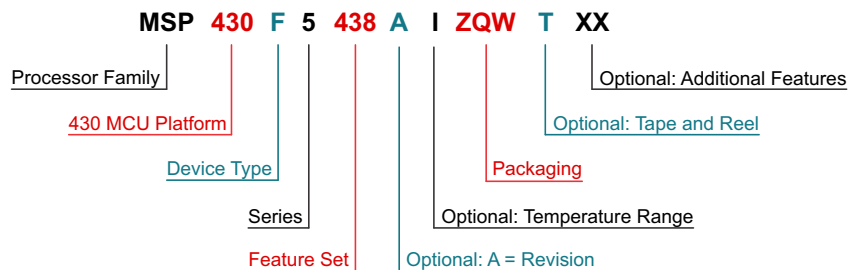 MSP 430 F 5 438 A I ZQW T XX
Processor Family
Optional: Additional Features
430 MCU Platform
Optional: Tape and Reel
Device Type
Packaging
Series
Optional: Temperature Range
Feature Set
Optional: A = Revision